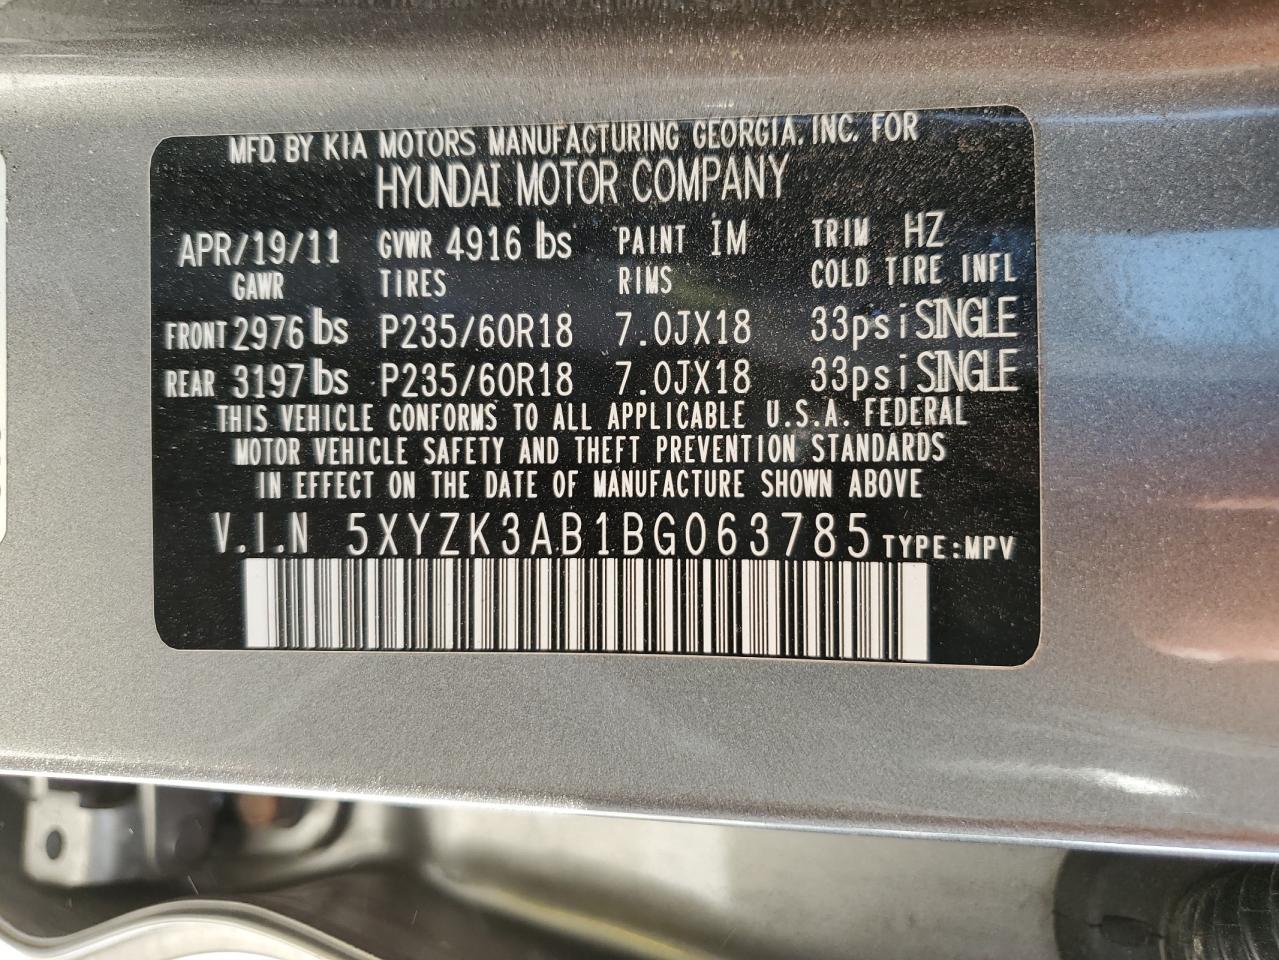 MFD. BY KIA MOTORS MANUFACTURING GEORGIA, INC. FOR
HYUNDAI MOTOR COMPANY
APR/19/11 GVWR 4916 lbs PAINT IM TRIM HZ
GAWR TIRES RIMS COLD TIRE INFL
FRONT 2976 lbs P235/60R18 7.0JX18 33psi SINGLE
REAR 3197 lbs P235/60R18 7.0JX18 33psi SINGLE
THIS VEHICLE CONFORMS TO ALL APPLICABLE U.S.A. FEDERAL
MOTOR VEHICLE SAFETY AND THEFT PREVENTION STANDARDS
IN EFFECT ON THE DATE OF MANUFACTURE SHOWN ABOVE
V.I.N 5XYZK3AB1BG063785 TYPE:MPV